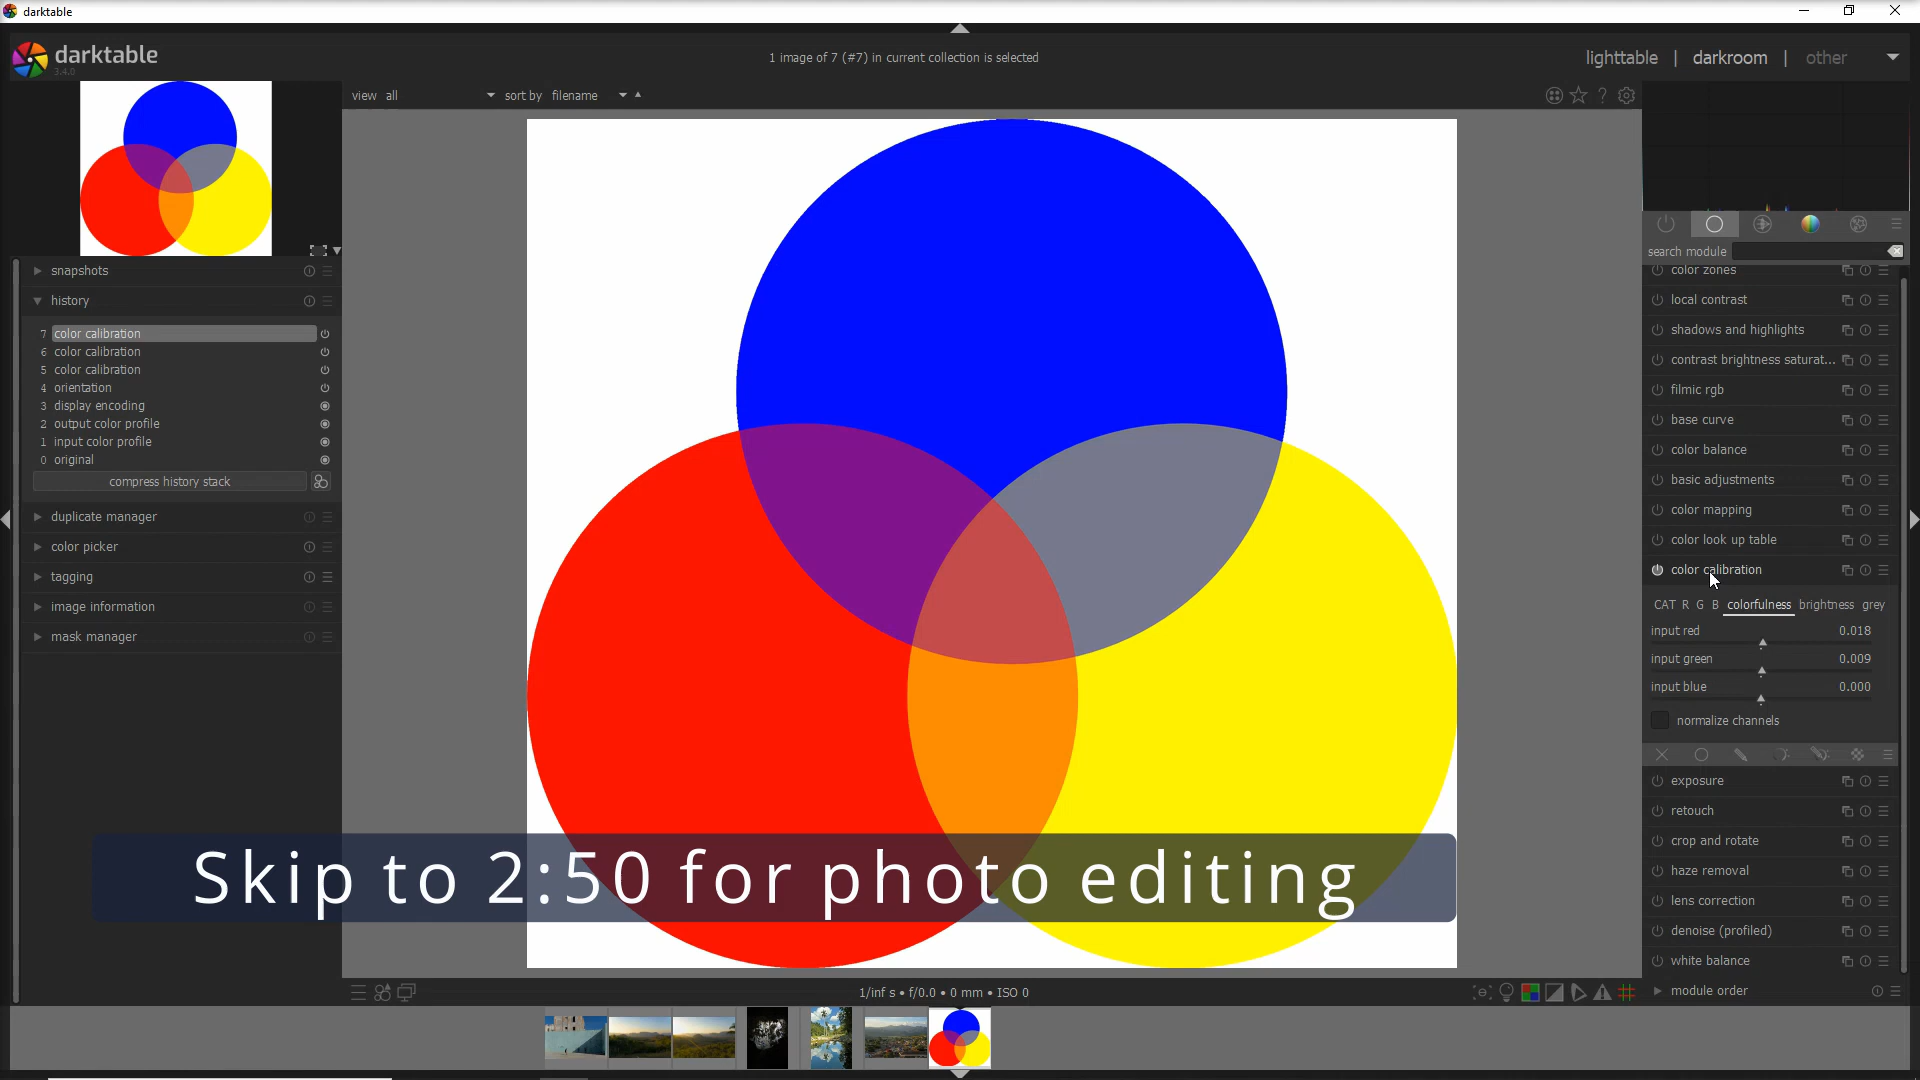 darktable
darktable
3.4.0
1 image of 7 (#7) in current collection is selected
lighttable | darkroom | other
view all sort by filename
search module
snapshots
history
7 color calibration
6 color calibration
5 color calibration
4 orientation
3 display encoding
2 output color profile
1 input color profile
0 original
compress history stack
duplicate manager
color picker
tagging
image information
mask manager
color zones
local contrast
shadows and highlights
contrast brightness saturat...
filmic rgb
base curve
color balance
basic adjustments
color mapping
color look up table
color calibration
CAT R G B colorfulness brightness grey
input red 0.018
input green 0.009
input blue 0.000
normalize channels
exposure
retouch
crop and rotate
haze removal
lens correction
denoise (profiled)
white balance
module order
Skip to 2:50 for photo editing
1/inf s • f/0.0 • 0 mm • ISO 0